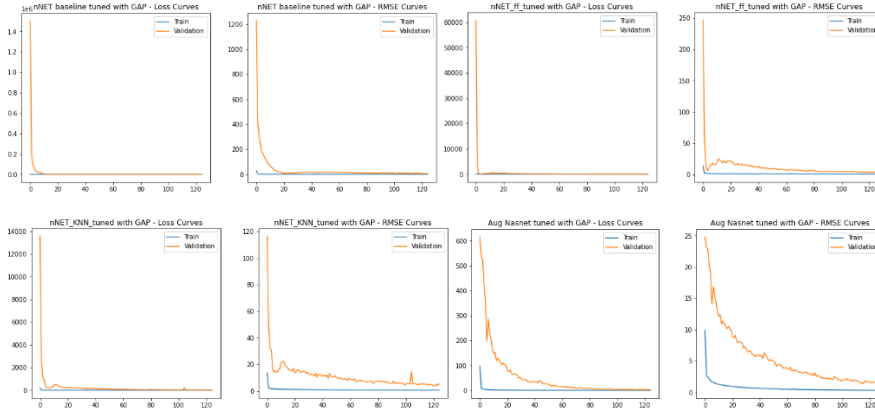 nNET baseline tuned with GAP - Loss Curves
1e6
Train
Validation
1.4
1.2
1.0
0.8
0.6
0.4
0.2
0.0
0 20 40 60 80 100 120
nNET baseline tuned with GAP - RMSE Curves
Train
Validation
1200
1000
800
600
400
200
0
0 20 40 60 80 100 120
nNET_ff_tuned with GAP - Loss Curves
Train
Validation
60000
50000
40000
30000
20000
10000
0
0 20 40 60 80 100 120
nNET_ff_tuned with GAP - RMSE Curves
Train
Validation
250
200
150
100
50
0
0 20 40 60 80 100 120
nNET_KNN_tuned with GAP - Loss Curves
Train
Validation
14000
12000
10000
8000
6000
4000
2000
0
0 20 40 60 80 100 120
nNET_KNN_tuned with GAP - RMSE Curves
Train
Validation
120
100
80
60
40
20
0
0 20 40 60 80 100 120
Aug Nasnet tuned with GAP - Loss Curves
Train
Validation
600
500
400
300
200
100
0
0 20 40 60 80 100 120
Aug Nasnet tuned with GAP - RMSE Curves
Train
Validation
25
20
15
10
5
0
0 20 40 60 80 100 120